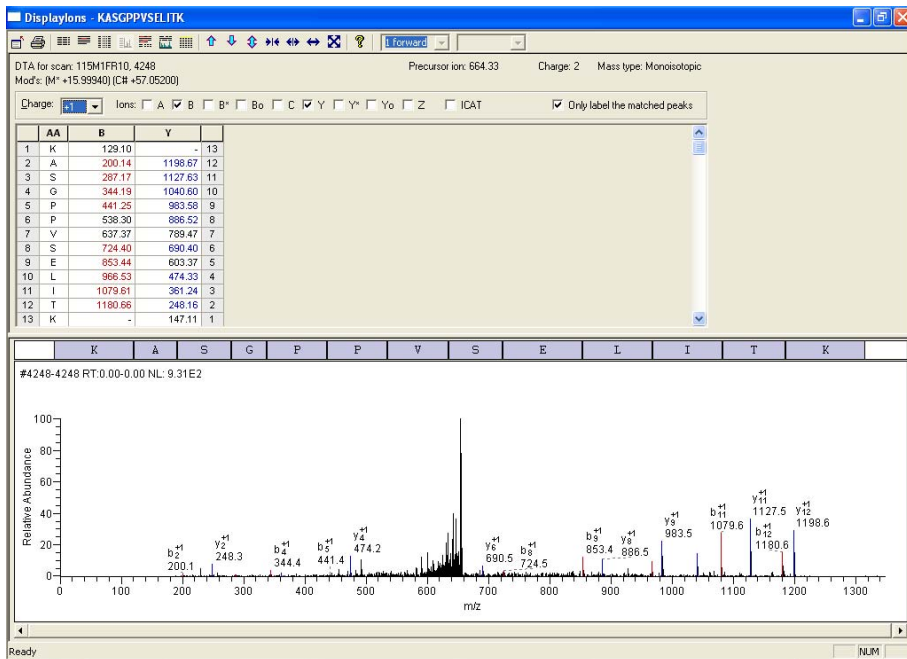 DisplayIons - KASGPPVSELITK
1 forward
DTA for scan: 115M1FR10, 4248 Precursor ion: 664.33 Charge: 2 Mass type: Monoisotopic
Mod's: (M* +15.99940) (C# +57.05200)
Charge: +1 Ions: A B B* Bo C Y Y* Yo Z ICAT Only label the matched peaks
AA B Y
1 K 129.10 - 13
2 A 200.14 1198.67 12
3 S 287.17 1127.63 11
4 G 344.19 1040.60 10
5 P 441.25 983.58 9
6 P 538.30 886.52 8
7 V 637.37 789.47 7
8 S 724.40 690.40 6
9 E 853.44 603.37 5
10 L 966.53 474.33 4
11 I 1079.61 361.24 3
12 T 1180.66 248.16 2
13 K - 147.11 1
K A S G P P V S E L I T K
#4248-4248 RT:0.00-0.00 NL: 9.31E2
Relative Abundance
100
80
60
40
20
0
b2+1
200.1
y2+1
248.3
b4+1
344.4
b5+1
441.4
y4+1
474.2
y6+1
690.5
b8+1
724.5
b9+1
853.4
y8+1
886.5
y9+1
983.5
b11+1
1079.6
y11+1
1127.5
b12+1
1180.6
y12+1
1198.6
0 100 200 300 400 500 600 700 800 900 1000 1100 1200 1300
m/z
Ready NUM